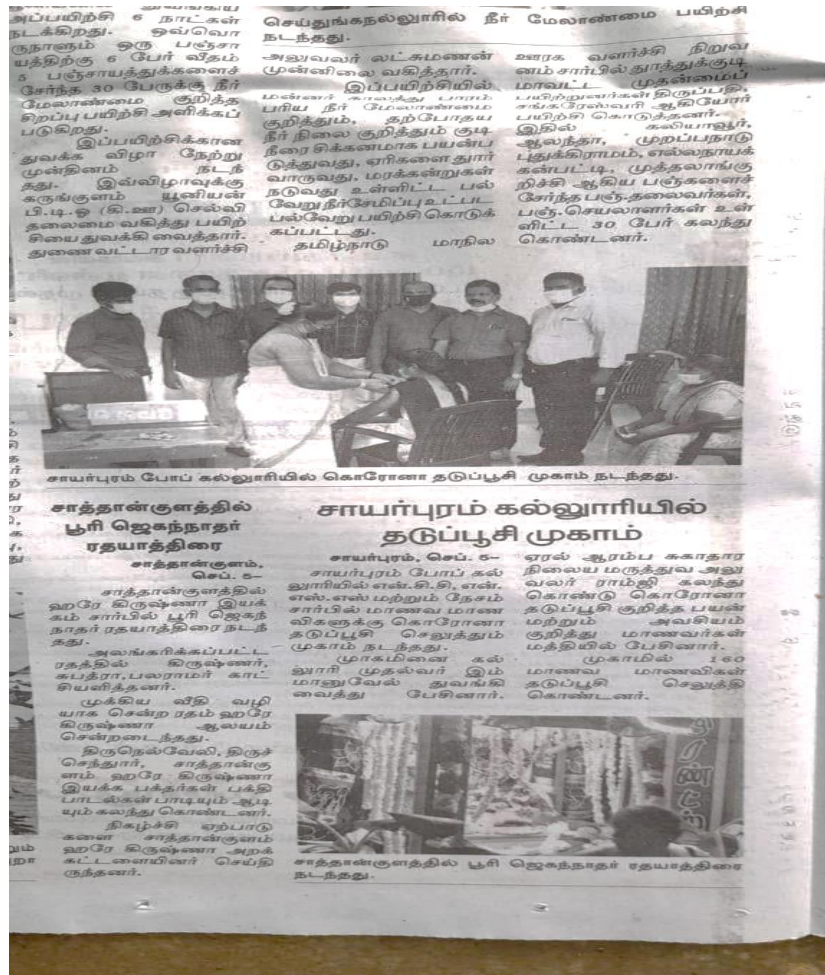 அப்பயிற்சி 6 நாட்கள்
நடக்கிறது. ஒவ்வொ
ருநாளும் ஒரு பஞ்சா
யத்திற்கு 6 பேர் வீதம்
5 பஞ்சாயத்துக்களைச்
சேர்ந்த 30 பேருக்கு நீர்
மேலாண்மை குறித்த
சிறப்பு பயிற்சி அளிக்கப்
படுகிறது.
இப்பயிற்சிக்கான
துவக்க விழா நேற்று
முன்தினம் நடந்
தது. இவ்விழாவுக்கு
கருங்குளம் யூனியன்
பி.டி.ஓ (கி.ஊ) செல்வி
தலைமை வகித்து பயிற்
சியை துவக்கி வைத்தார்.
துணை வட்டார வளர்ச்சி
செய்துங்கநல்லூரில் நீர் மேலாண்மை பயிற்சி
நடந்தது.
அலுவலர் லட்சுமணன்
முன்னிலை வகித்தார்.
இப்பயிற்சியில்
மன்னர் காலத்து பாரம்
பரிய நீர் மேலாண்மை
குறித்தும், தற்போதய
நீர் நிலை குறித்தும் குடி
நீரை சிக்கனமாக பயன்ப
டுத்துவது, ஏரிகளை தூர்
வாருவது, மரக்கன்றுகள்
நடுவது உள்ளிட்ட பல்
வேறு நீர்சேமிப்பு உட்பட
பல்வேறு பயிற்சி கொடுக்
கப்பட்டது.
தமிழ்நாடு மாநில
ஊரக வளர்ச்சி நிறுவ
னம் சார்பில் தூத்துக்குடி
மாவட்ட முதன்மைப்
பயிற்றுணர்கள் திருப்பதி,
சங்கரேஸ்வரி ஆகியோர்
பயிற்சி கொடுத்தனர்.
இதில் கலியாவூர்,
ஆலந்தா, முறப்பநாடு
புதுக்கிராமம், எல்லநாயக்
கன்பட்டி, முத்தலாங்கு
றிச்சி ஆகிய பஞ்களைச்
சேர்ந்த பஞ்.தலைவர்கள்,
பஞ்.செயலாளர்கள் உள்
ளிட்ட 30 பேர் கலந்து
கொண்டனர்.
சாயர்புரம் போப் கல்லூரியில் கொரோனா தடுப்பூசி முகாம் நடந்தது.
சாத்தான்குளத்தில்
பூரி ஜெகந்நாதர்
ரதயாத்திரை
சாத்தான்குளம்,
செப். 5–
சாத்தான்குளத்தில்
ஹரே கிருஷ்ணா இயக்
கம் சார்பில் பூரி ஜெகந்
நாதர் ரதயாத்திரை நடந்
தது.
அலங்கரிக்கப்பட்ட
ரதத்தில் கிருஷ்ணர்,
சுபத்ரா,பலராமர் காட்
சியளித்தனர்.
முக்கிய வீதி வழி
யாக சென்ற ரதம் ஹரே
கிருஷ்ணா ஆலயம்
சென்றடைந்தது.
திருநெல்வேலி, திருச்
செந்தூர், சாத்தான்கு
ளம் ஹரே கிருஷ்ணா
இயக்க பக்தர்கள் பக்தி
பாடல்கள் பாடியும் ஆடி
யும் கலந்து கொண்டனர்.
நிகழ்ச்சி ஏற்பாடு
களை சாத்தான்குளம்
ஹரே கிருஷ்ணா அறக்
கட்டளையினர் செய்தி
ருந்தனர்.
சாயர்புரம் கல்லூரியில்
தடுப்பூசி முகாம்
சாயர்புரம், செப். 5–
சாயர்புரம் போப் கல்
லூரியில் என்.சி.சி, என்.
எஸ்.எஸ் மற்றும் நேசம்
சார்பில் மாணவ மாண
விகளுக்கு கொரோனா
தடுப்பூசி செலுத்தும்
முகாம் நடந்தது.
முாகமினை கல்
லூரி முதல்வர் இம்
மானுவேல் துவங்கி
வைத்து பேசினார்.
ஏரல் ஆரம்ப சுகாதார
நிலைய மருத்துவ அலு
வலர் ராம்ஜி கலந்து
கொண்டு கொரோனா
தடுப்பூசி குறித்த பயன்
மற்றும் அவசியம்
குறித்து மாணவர்கள்
மத்தியில் பேசினார்.
முகாமில் 160
மாணவ மாணவிகள்
தடுப்பூசி செலுத்தி
கொண்டனர்.
சாத்தான்குளத்தில் பூரி ஜெகந்நாதர் ரதயாத்திரை
நடந்தது.